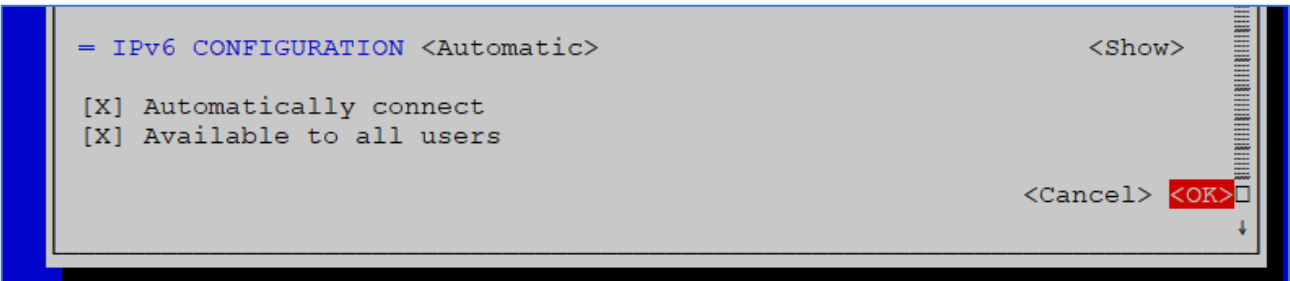 = IPv6 CONFIGURATION <Automatic> <Show>
[X] Automatically connect
[X] Available to all users
<Cancel> <OK>